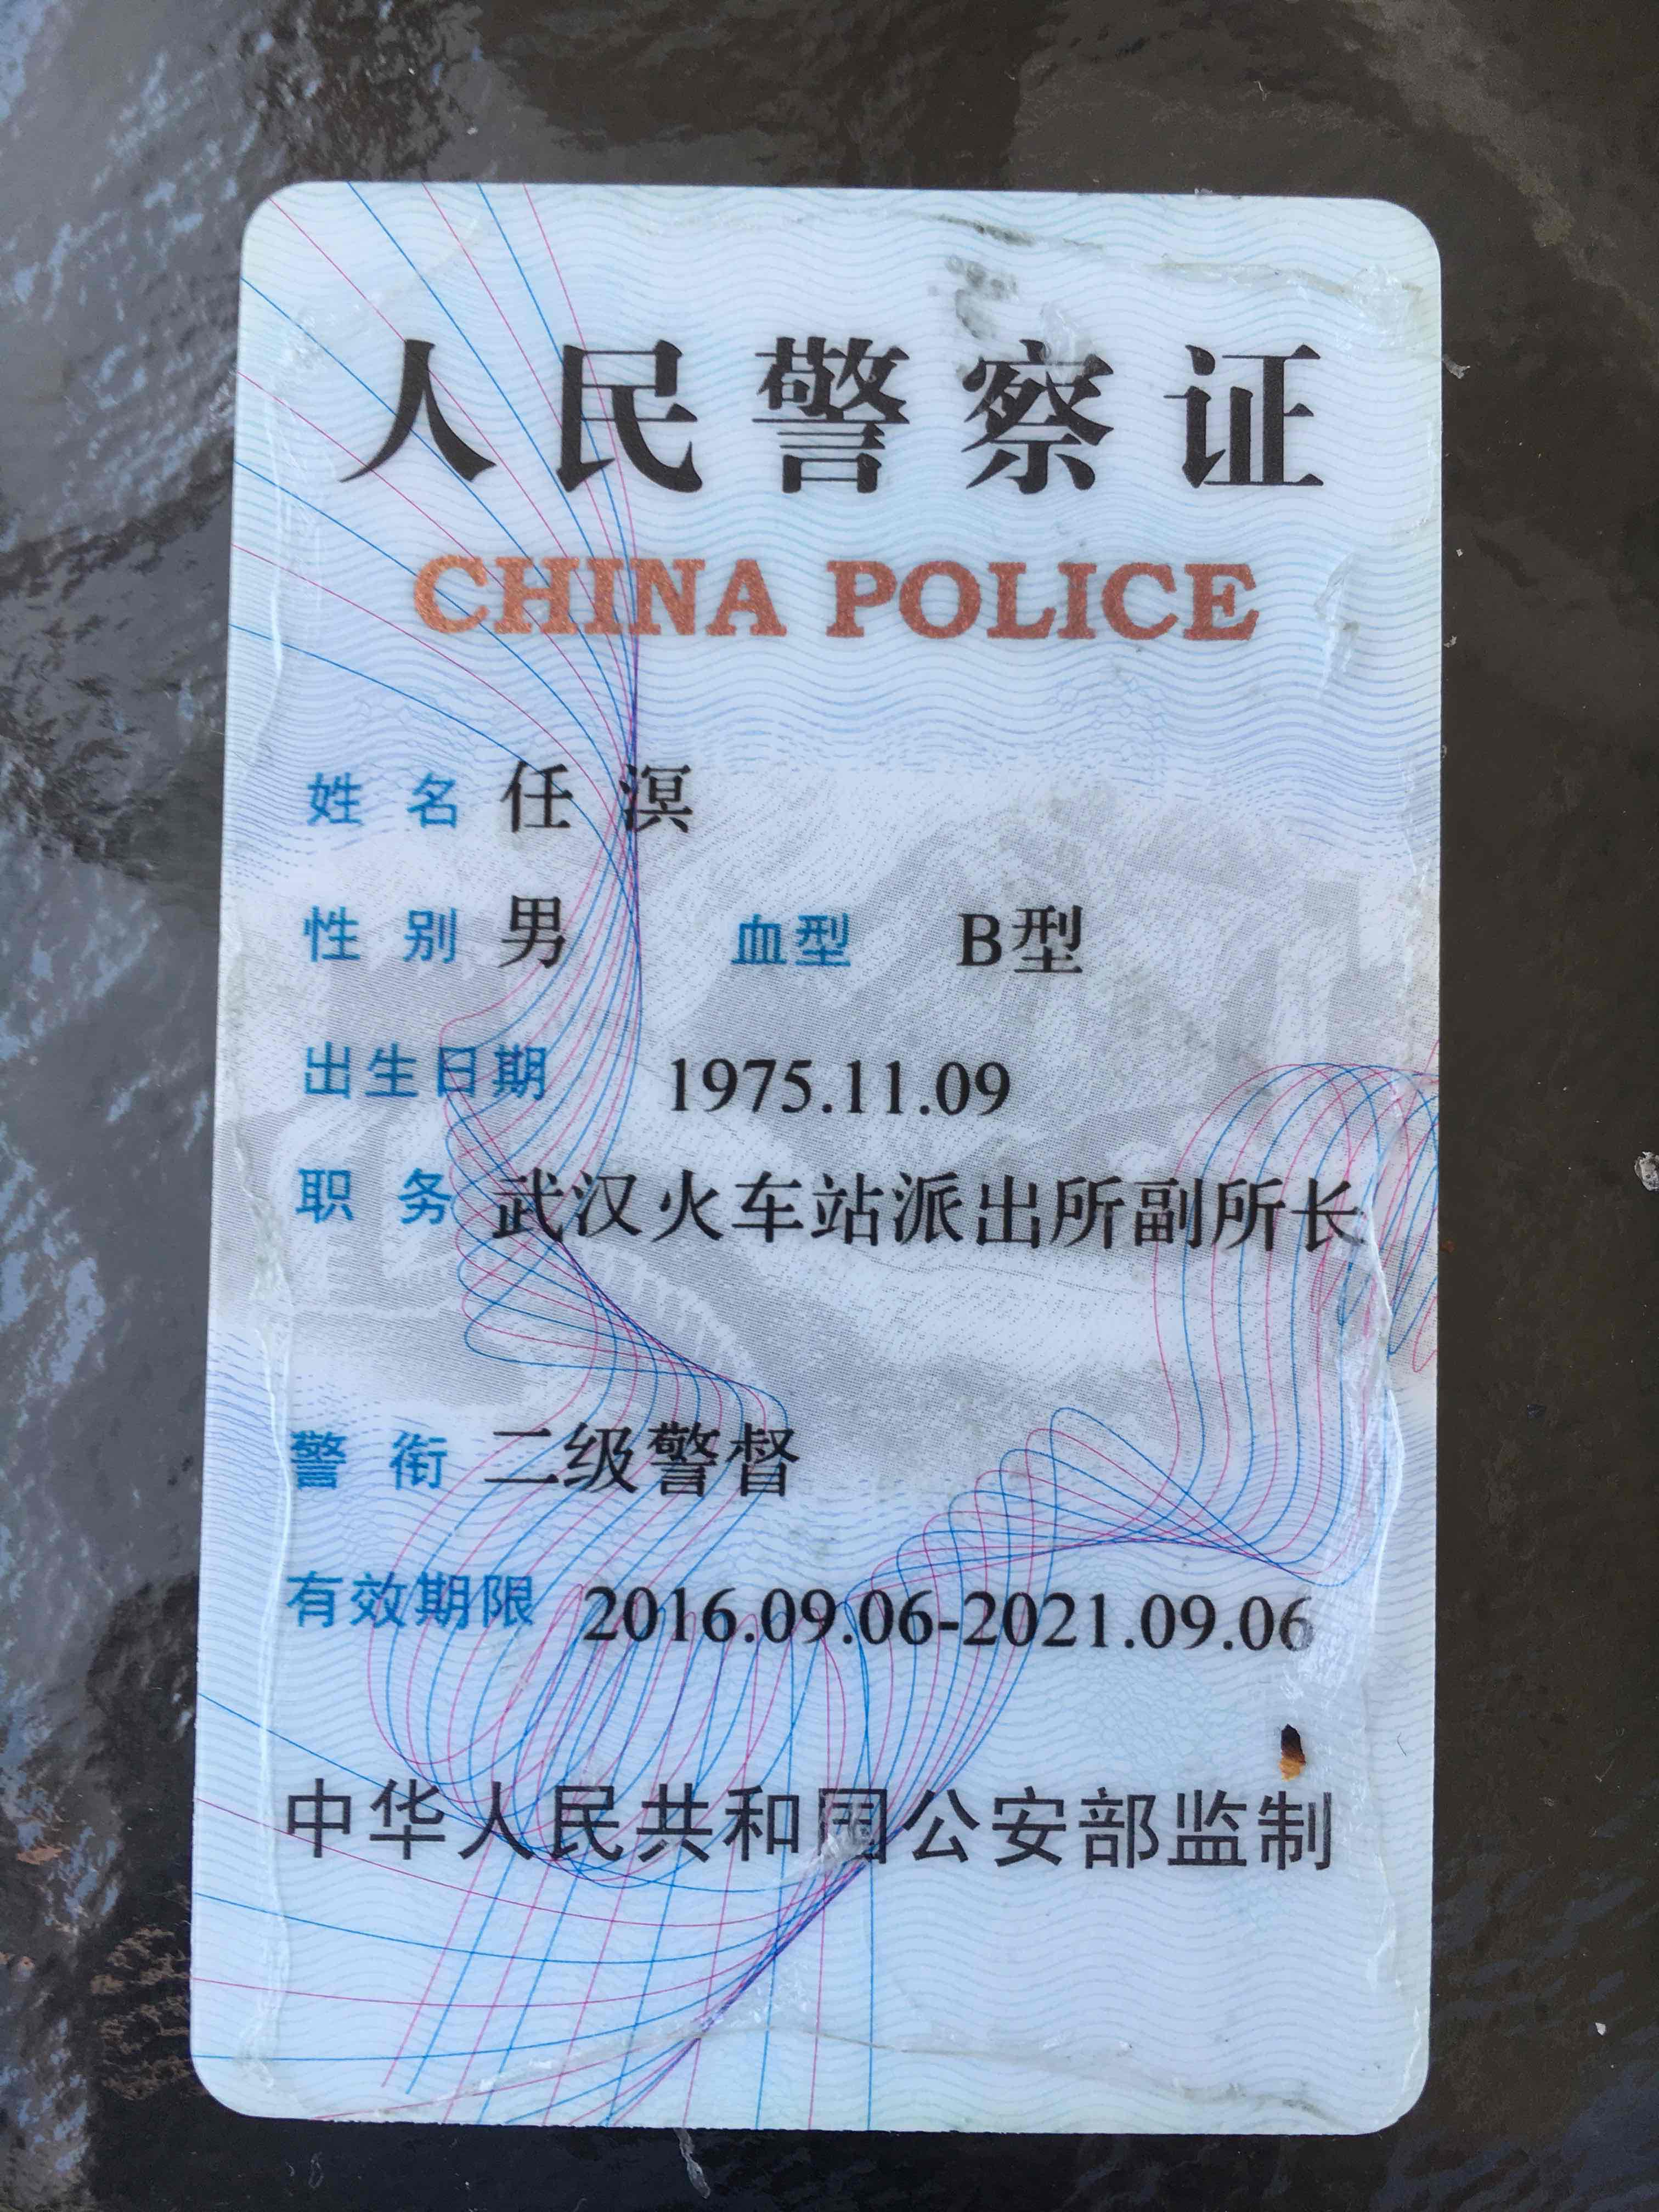 人民警察证
CHINA POLICE
姓名 任溟
性别 男 血型 B型
出生日期 1975.11.09
职务 武汉火车站派出所副所长
警衔 二级警督
有效期限 2016.09.06-2021.09.06
中华人民共和国公安部监制